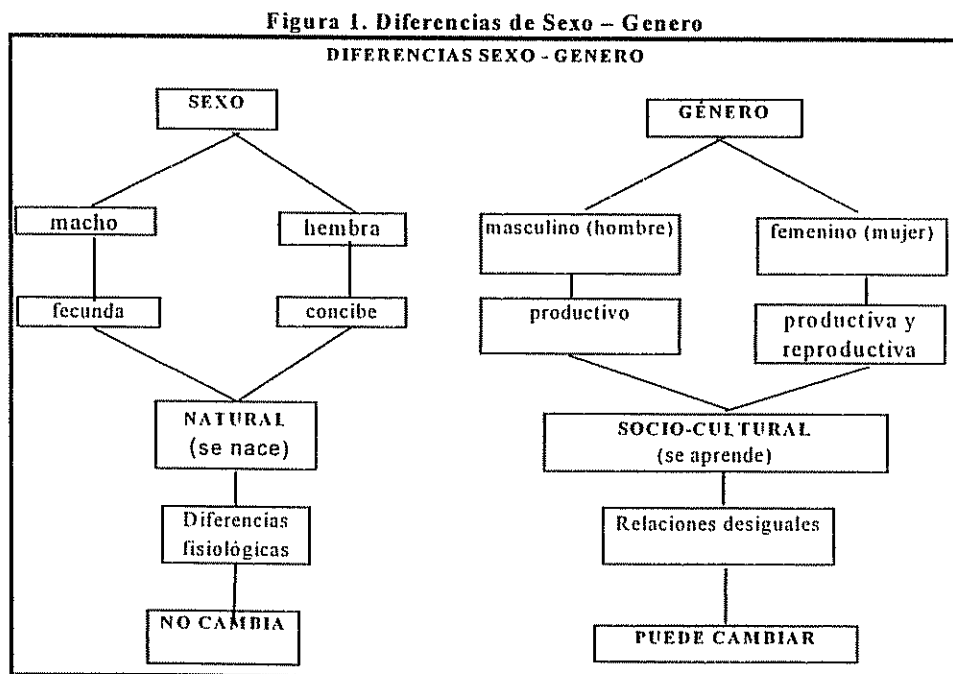 Figura 1. Diferencias de Sexo – Genero
DIFERENCIAS SEXO - GENERO
SEXO
macho
hembra
fecunda
concibe
NATURAL
(se nace)
Diferencias
fisiológicas
NO CAMBIA
GÉNERO
masculino (hombre)
femenino (mujer)
productivo
productiva y
reproductiva
SOCIO-CULTURAL
(se aprende)
Relaciones desiguales
PUEDE CAMBIAR